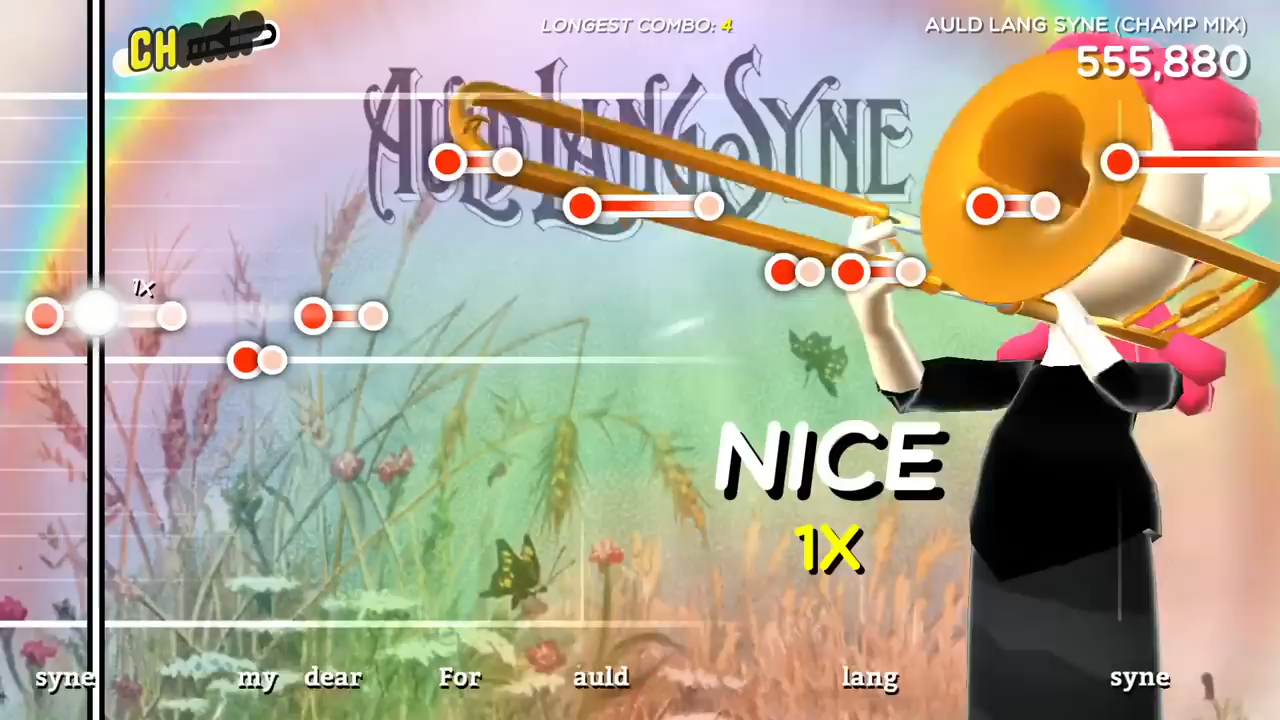 CH
LONGEST COMBO: 4
AULD LANG SYNE (CHAMP MIX)
555,880
AULD LANG SYNE
1X
NICE
1X
syne my dear For auld lang syne